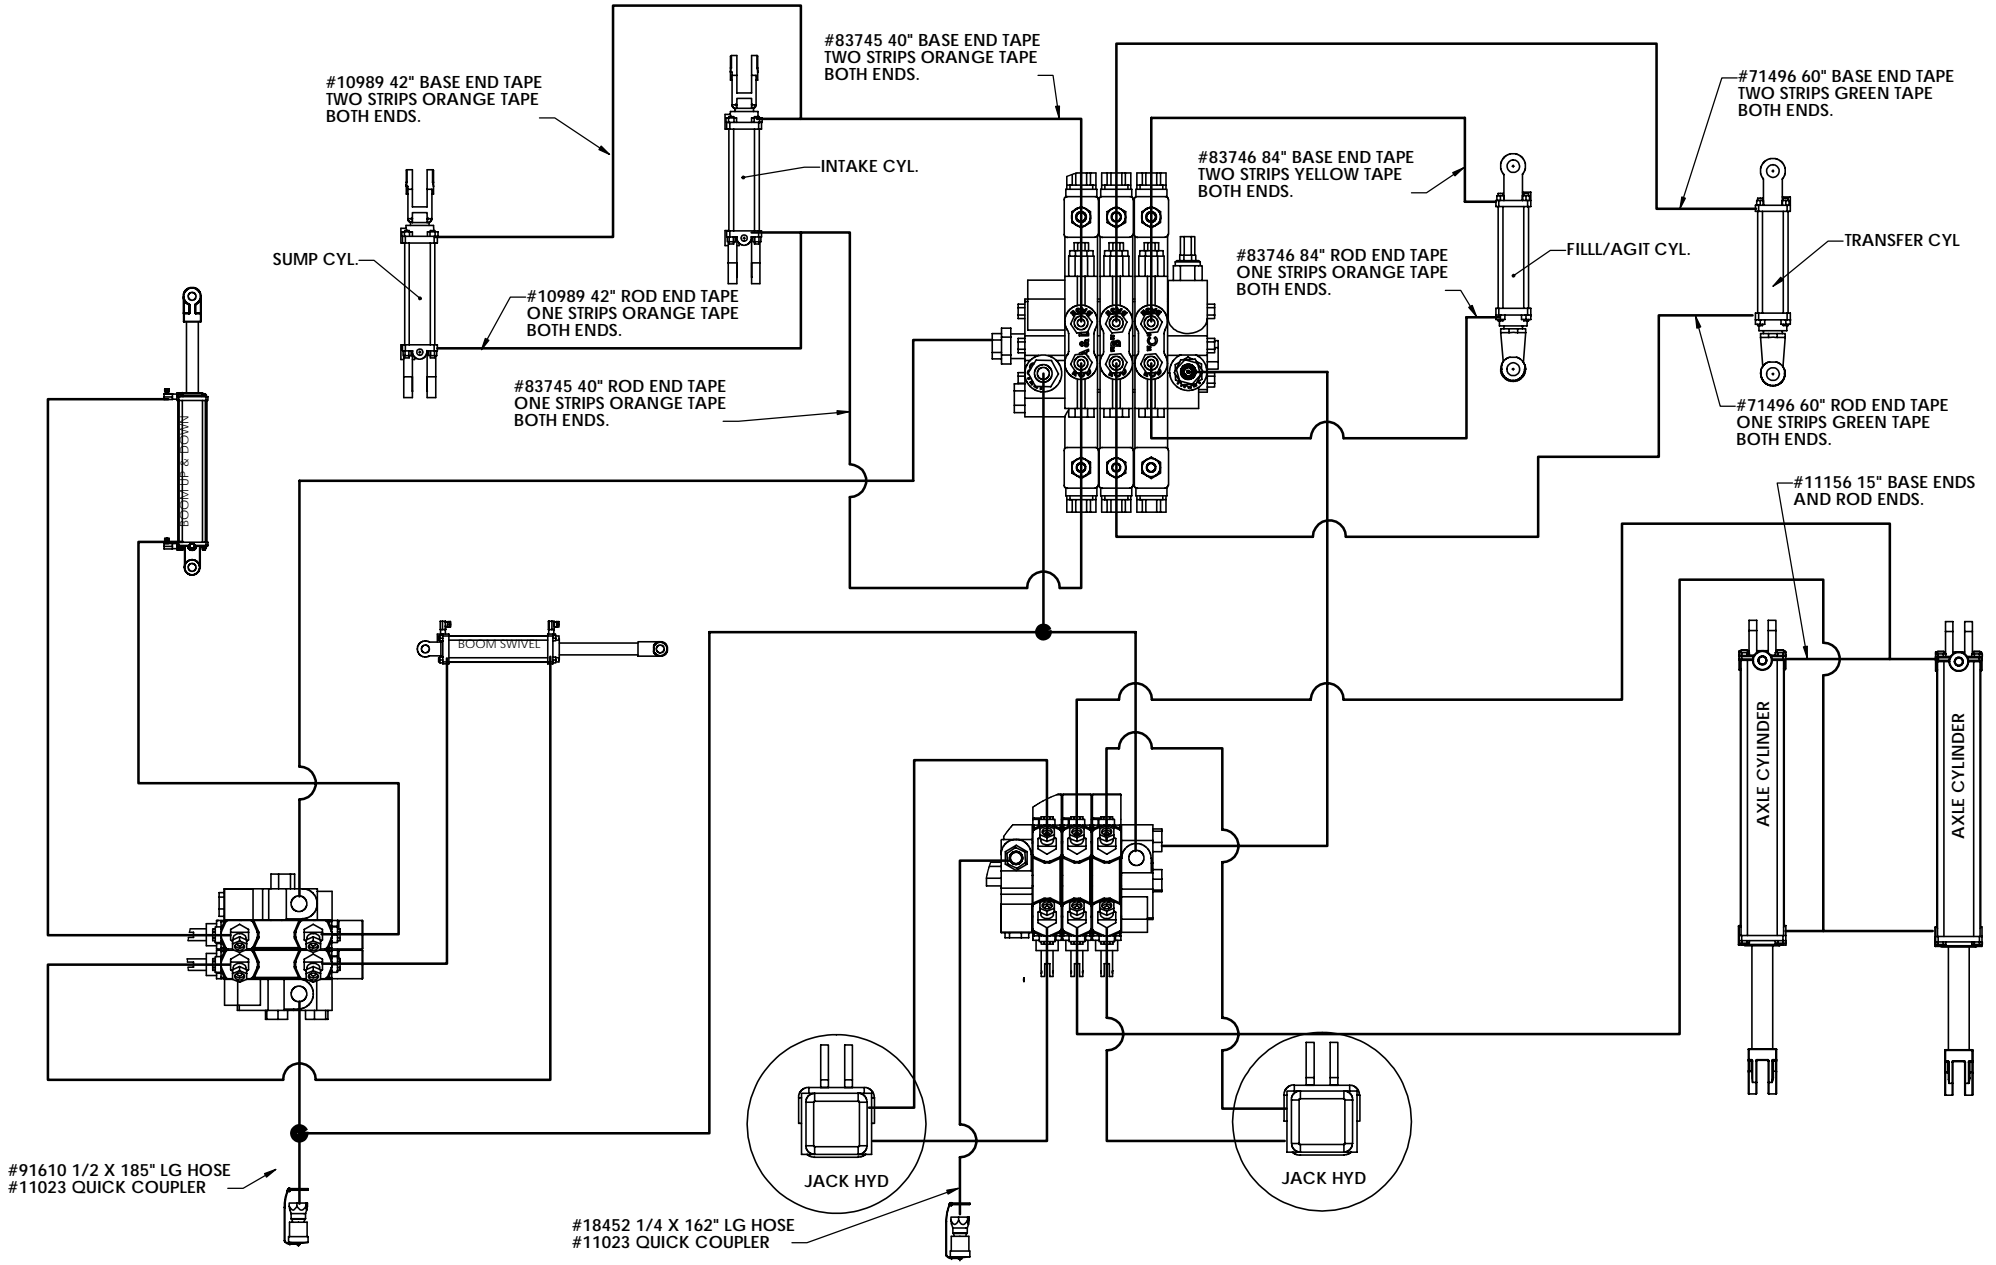 #10989 42" BASE END TAPE
TWO STRIPS ORANGE TAPE
BOTH ENDS.
#83745 40" BASE END TAPE
TWO STRIPS ORANGE TAPE
BOTH ENDS.
#71496 60" BASE END TAPE
TWO STRIPS GREEN TAPE
BOTH ENDS.
INTAKE CYL.
#83746 84" BASE END TAPE
TWO STRIPS YELLOW TAPE
BOTH ENDS.
SUMP CYL.
#83746 84" ROD END TAPE
ONE STRIPS ORANGE TAPE
BOTH ENDS.
FILLL/AGIT CYL.
TRANSFER CYL
#10989 42" ROD END TAPE
ONE STRIPS ORANGE TAPE
BOTH ENDS.
A &
"B"
"C"
#83745 40" ROD END TAPE
ONE STRIPS ORANGE TAPE
BOTH ENDS.
#71496 60" ROD END TAPE
ONE STRIPS GREEN TAPE
BOTH ENDS.
BOOM UP & DOWN
#11156 15" BASE ENDS
AND ROD ENDS.
BOOM SWIVEL
AXLE CYLINDER
AXLE CYLINDER
#91610 1/2 X 185" LG HOSE
#11023 QUICK COUPLER
JACK HYD
JACK HYD
#18452 1/4 X 162" LG HOSE
#11023 QUICK COUPLER